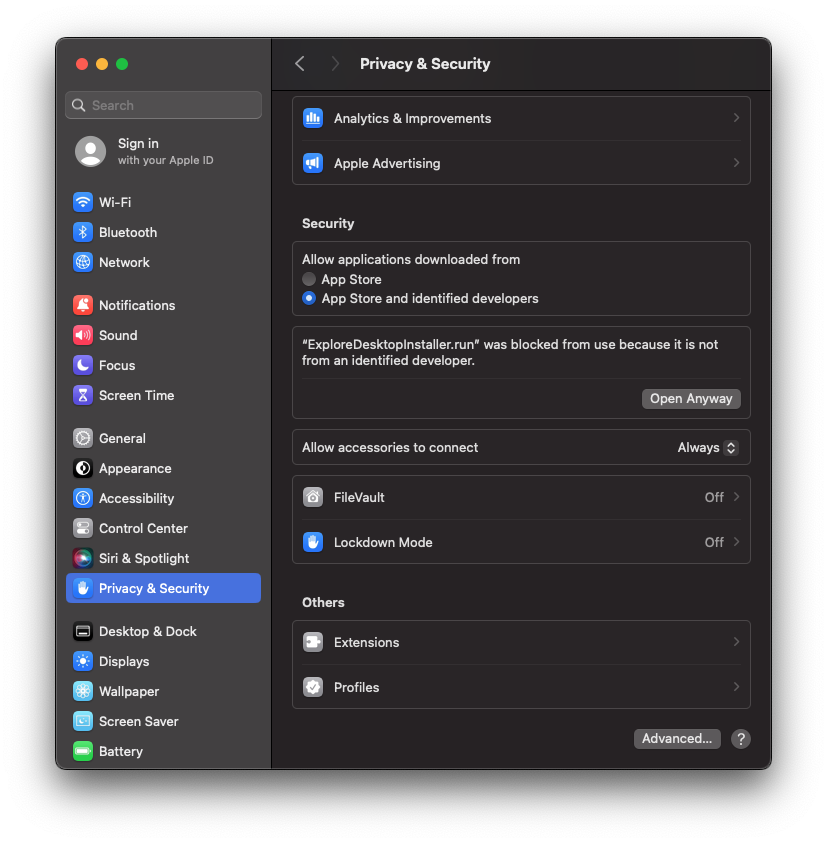 Privacy & Security
Search
Sign in
with your Apple ID
Wi-Fi
Bluetooth
Network
Notifications
Sound
Focus
Screen Time
General
Appearance
Accessibility
Control Center
Siri & Spotlight
Privacy & Security
Desktop & Dock
Displays
Wallpaper
Screen Saver
Battery
Analytics & Improvements
Apple Advertising
Security
Allow applications downloaded from
App Store
App Store and identified developers
“ExploreDesktopInstaller.run” was blocked from use because it is not
from an identified developer.
Open Anyway
Allow accessories to connect Always
FileVault Off
Lockdown Mode Off
Others
Extensions
Profiles
Advanced... ?